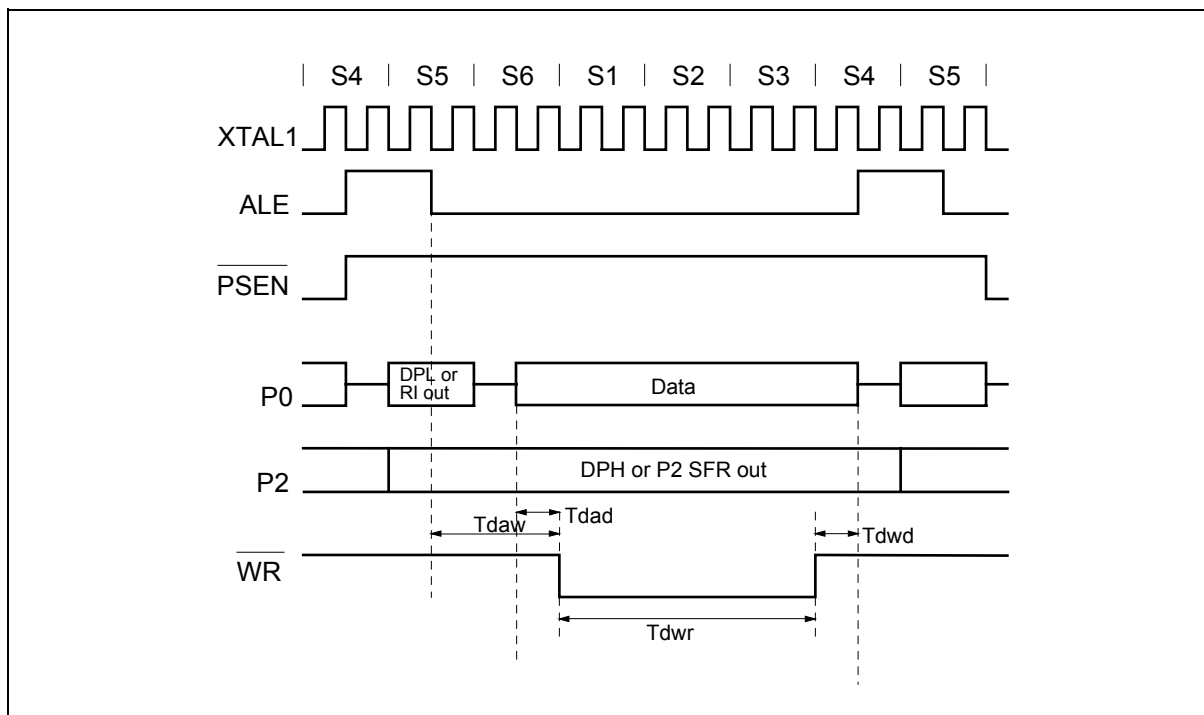 S4 S5 S6 S1 S2 S3 S4 S5
XTAL1
ALE
PSEN
P0
DPL or
RI out
Data
P2
DPH or P2 SFR out
Tdaw
Tdad
Tdwd
WR
Tdwr